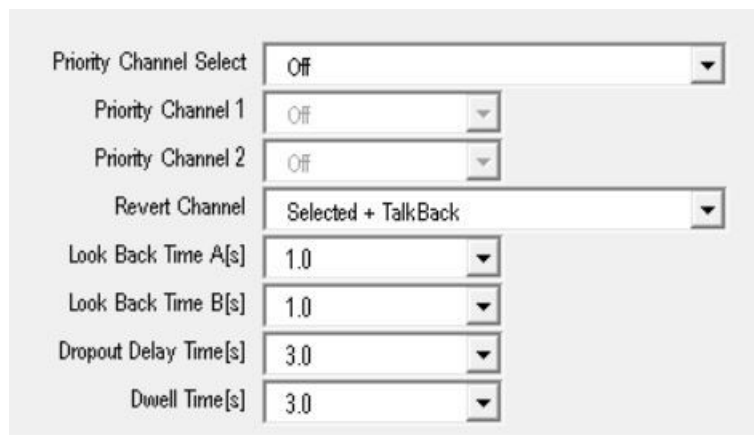 Priority Channel Select Off
Priority Channel 1 Off
Priority Channel 2 Off
Revert Channel Selected + TalkBack
Look Back Time A[s] 1.0
Look Back Time B[s] 1.0
Dropout Delay Time[s] 3.0
Dwell Time[s] 3.0